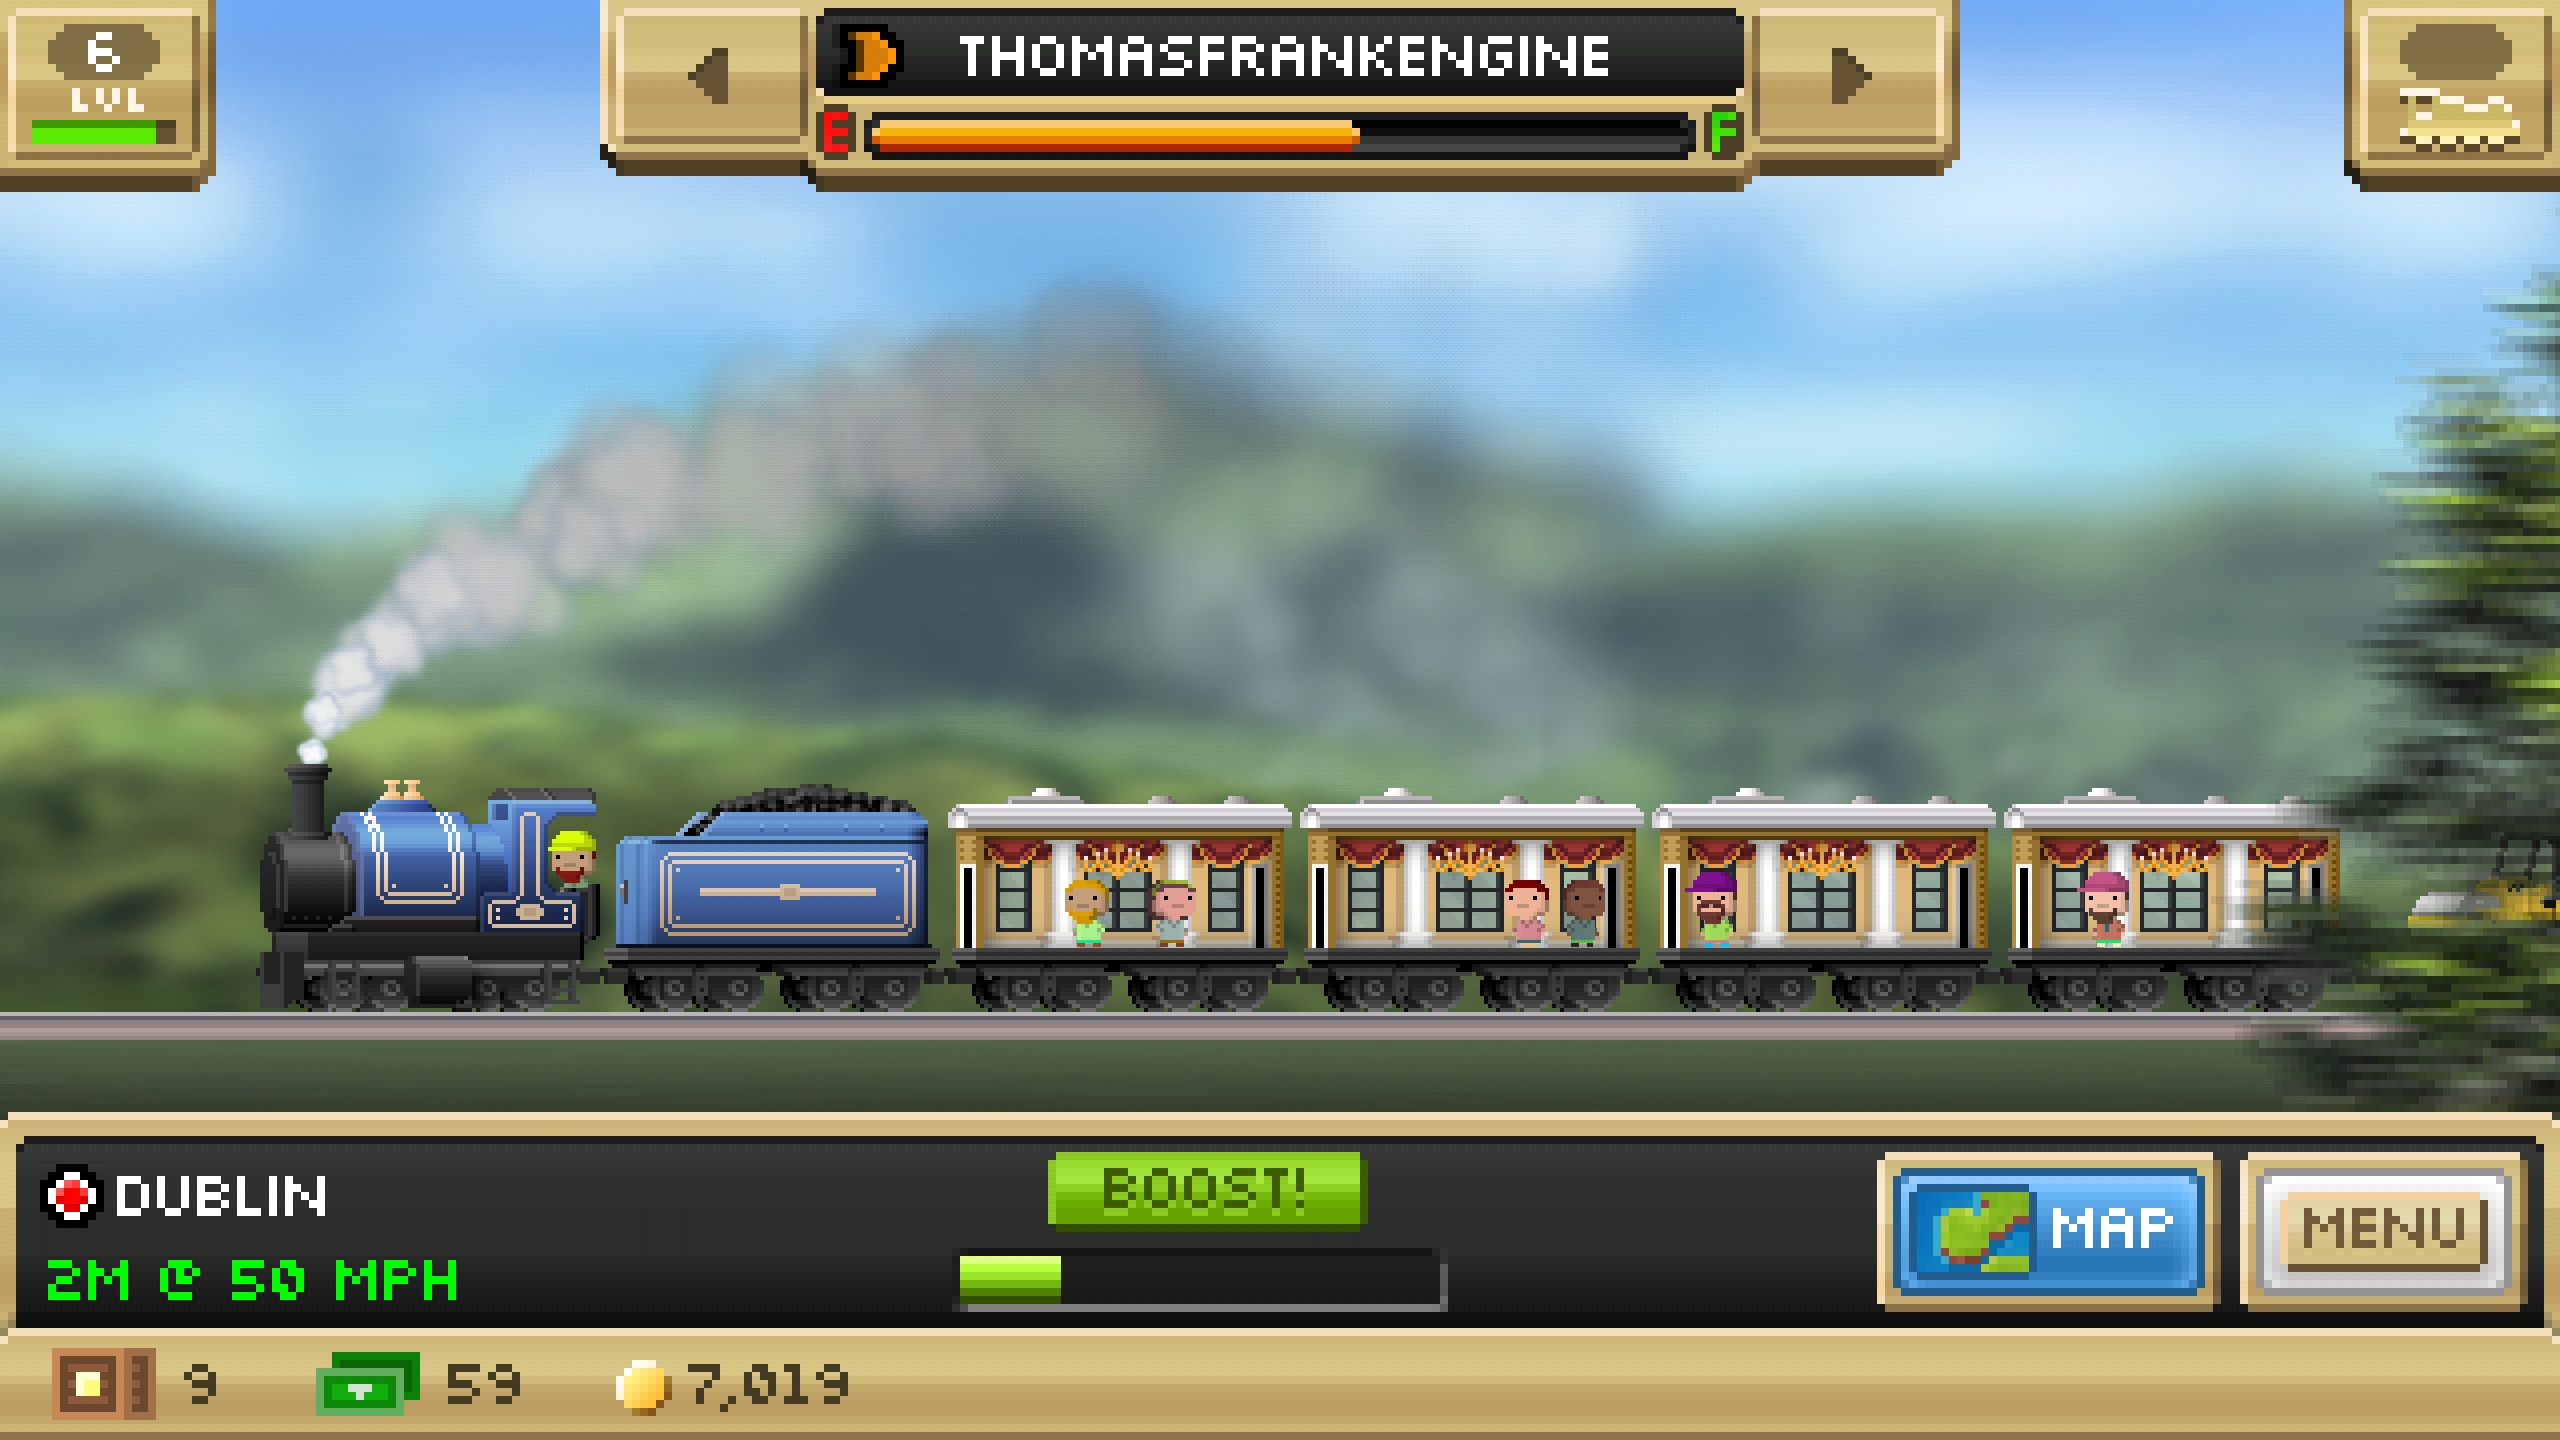 6
LVL
THOMASFRANKENGINE
E F
DUBLIN
2M @ 50 MPH
BOOST!
MAP
MENU
9 59 7,019